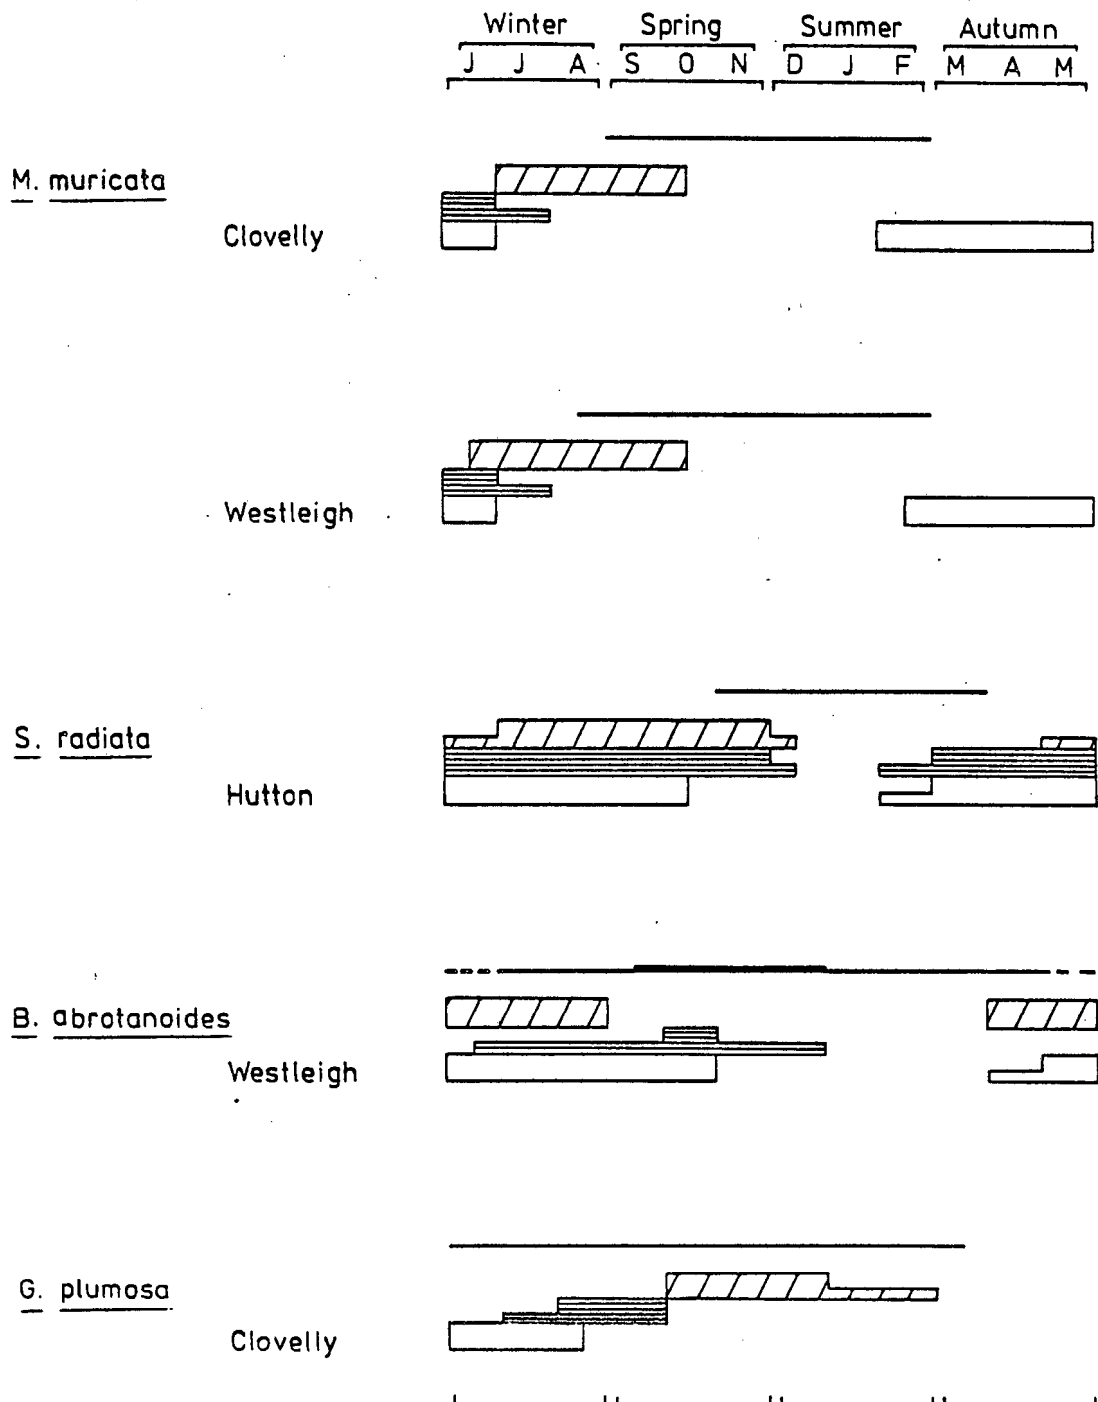 Winter Spring Summer Autumn
J J A S O N D J F M A M
M. muricata
Clovelly
Westleigh
S. radiata
Hutton
B. abrotanoides
Westleigh
G. plumosa
Clovelly